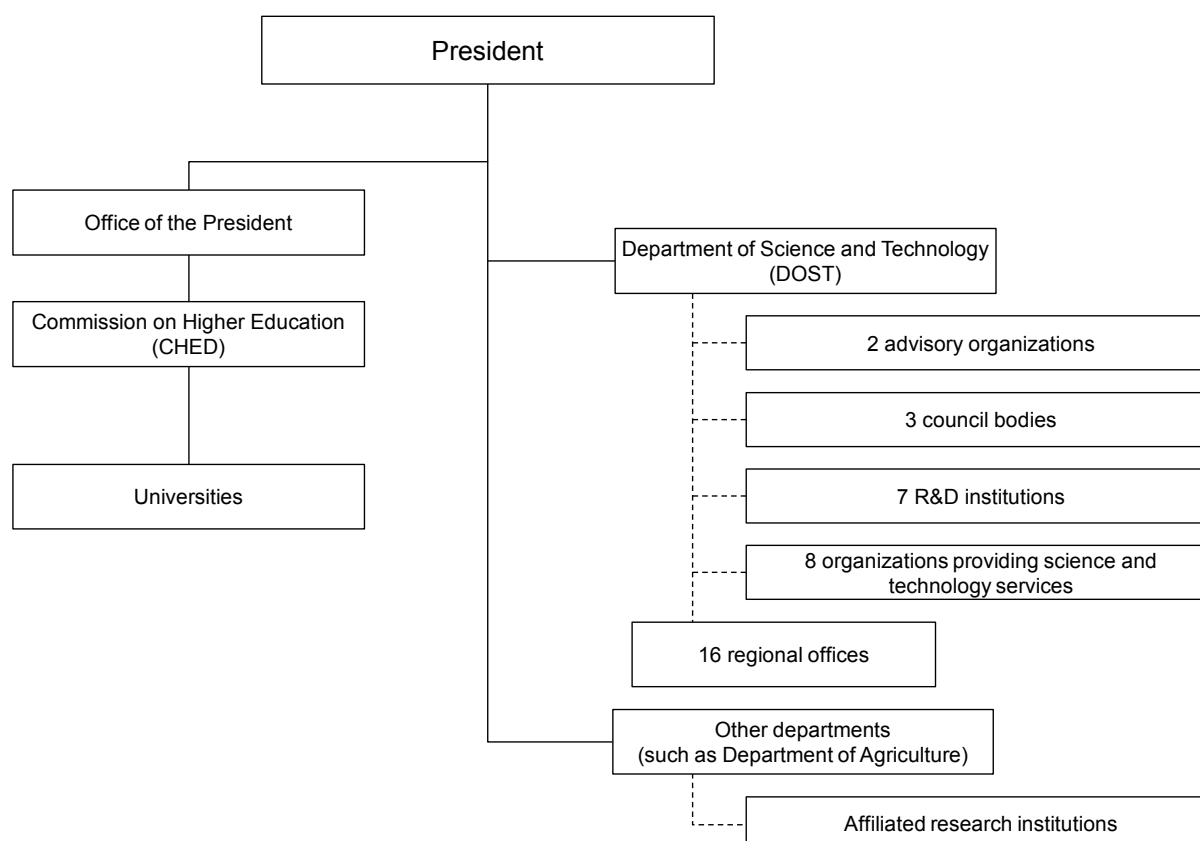 President
Office of the President
Commission on Higher Education
(CHED)
Universities
Department of Science and Technology
(DOST)
2 advisory organizations
3 council bodies
7 R&D institutions
8 organizations providing science and
technology services
16 regional offices
Other departments
(such as Department of Agriculture)
Affiliated research institutions